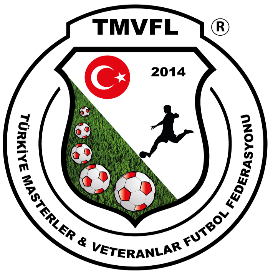 TMVFL
®
2014
TÜRKİYE MASTERLER & VETERANLAR FUTBOL FEDERASYONU